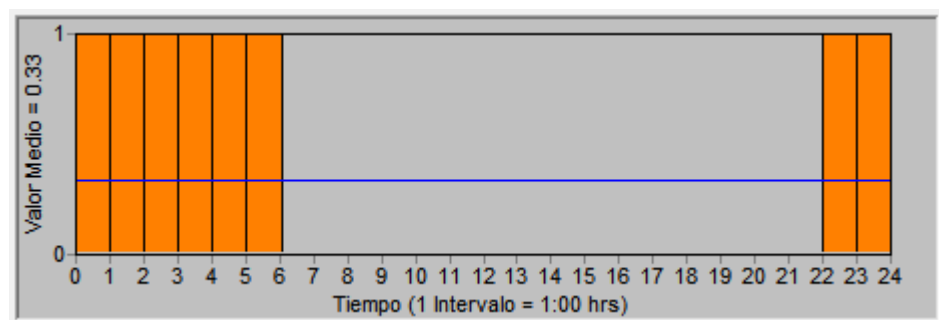 1
Valor Medio = 0.33
0
0 1 2 3 4 5 6 7 8 9 10 11 12 13 14 15 16 17 18 19 20 21 22 23 24
Tiempo (1 Intervalo = 1:00 hrs)